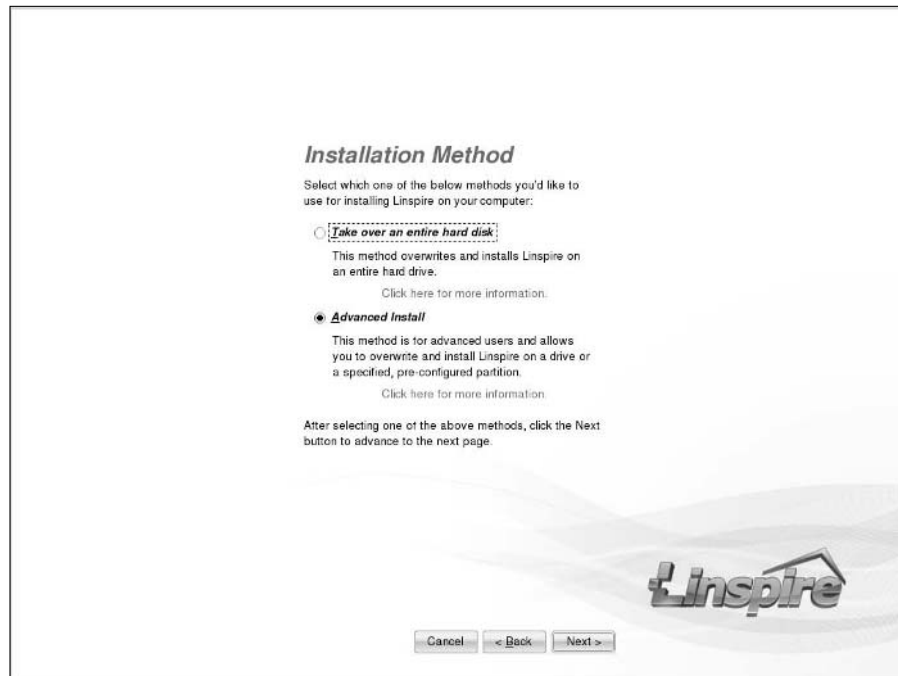 Installation Method
Select which one of the below methods you'd like to
use for installing Linspire on your computer:
Take over an entire hard disk
This method overwrites and installs Linspire on
an entire hard drive.
Click here for more information.
Advanced Install
This method is for advanced users and allows
you to overwrite and install Linspire on a drive or
a specified, pre-configured partition.
Click here for more information.
After selecting one of the above methods, click the Next
button to advance to the next page.
Linspire
Cancel < Back Next >